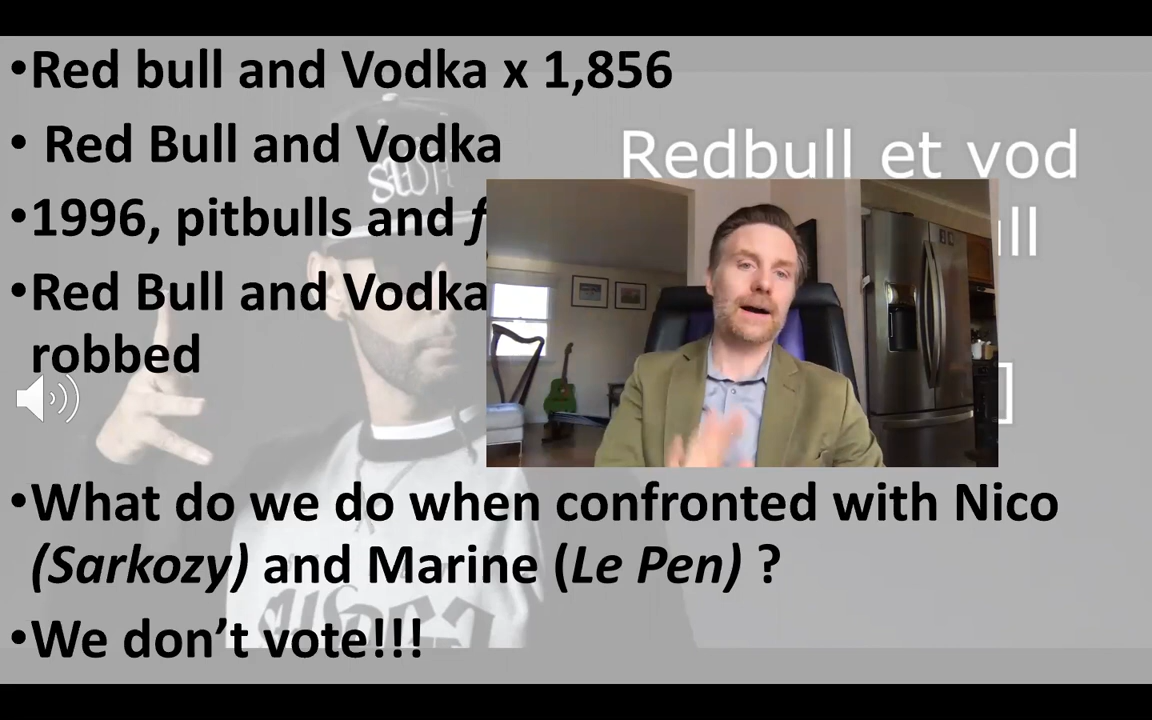 •Red bull and Vodka x 1,856
• Red Bull and Vodka
Redbull et vod
•1996, pitbulls and f
ull
•Red Bull and Vodka
robbed
•What do we do when confronted with Nico
(Sarkozy) and Marine (Le Pen) ?
•We don’t vote!!!